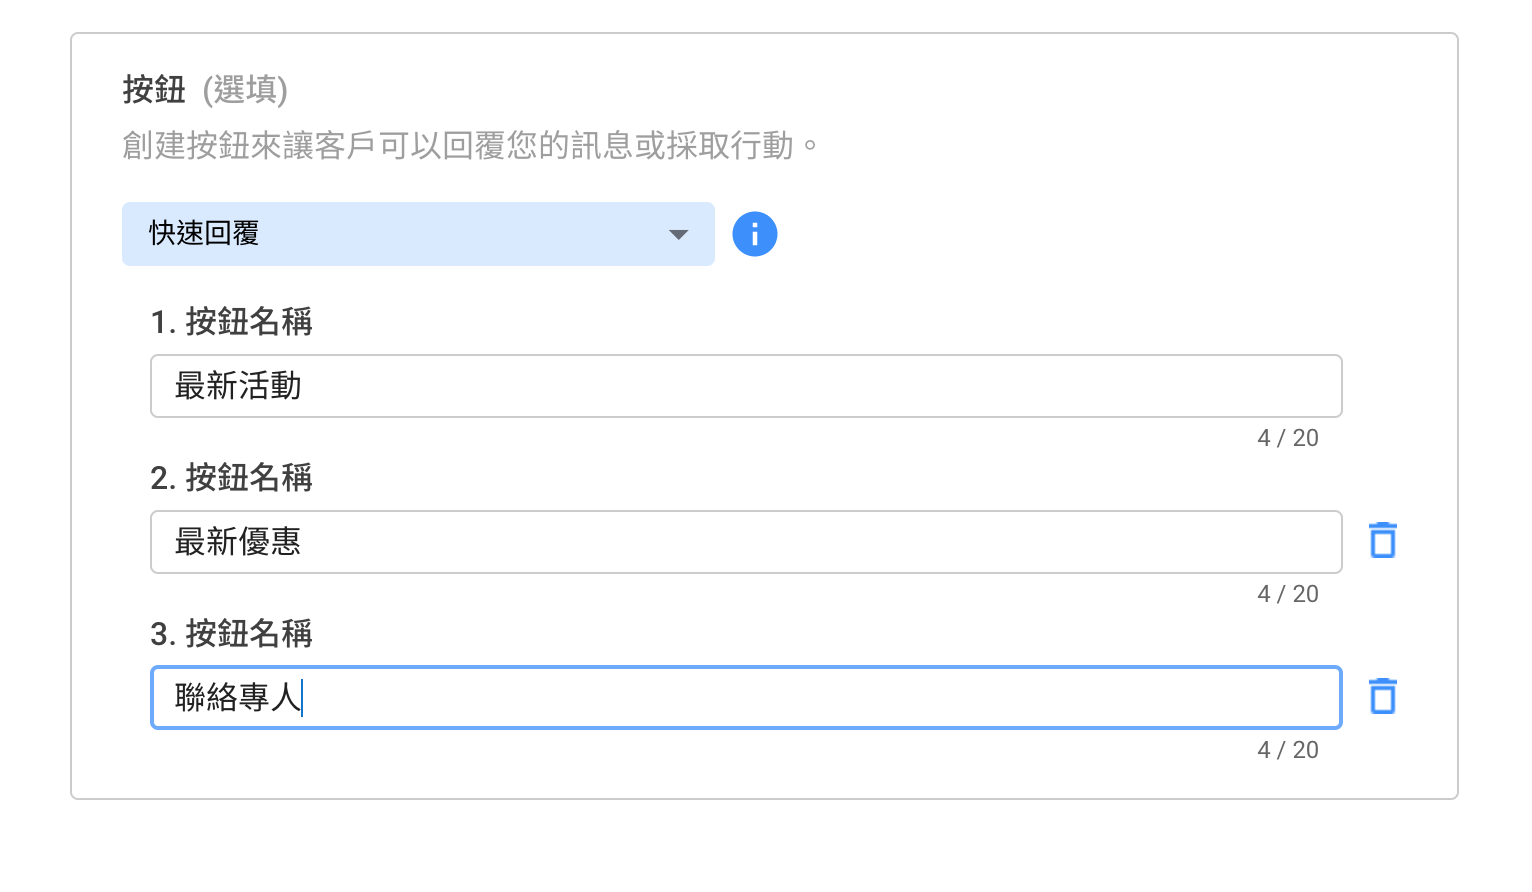 按鈕 (選填)
創建按鈕來讓客戶可以回覆您的訊息或採取行動。
快速回覆
1. 按鈕名稱
最新活動
4 / 20
2. 按鈕名稱
最新優惠
4 / 20
3. 按鈕名稱
聯絡專人
4 / 20